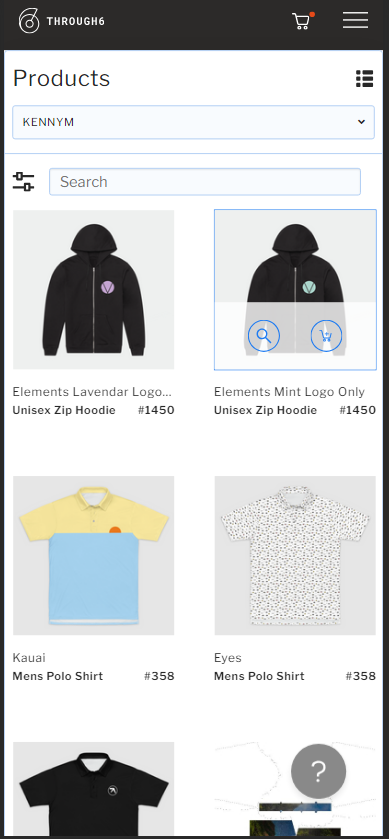 THROUGH6
Products
KENNYM
Search
Elements Lavendar Logo...
Unisex Zip Hoodie #1450
Elements Mint Logo Only
Unisex Zip Hoodie #1450
Kauai
Mens Polo Shirt #358
Eyes
Mens Polo Shirt #358
?